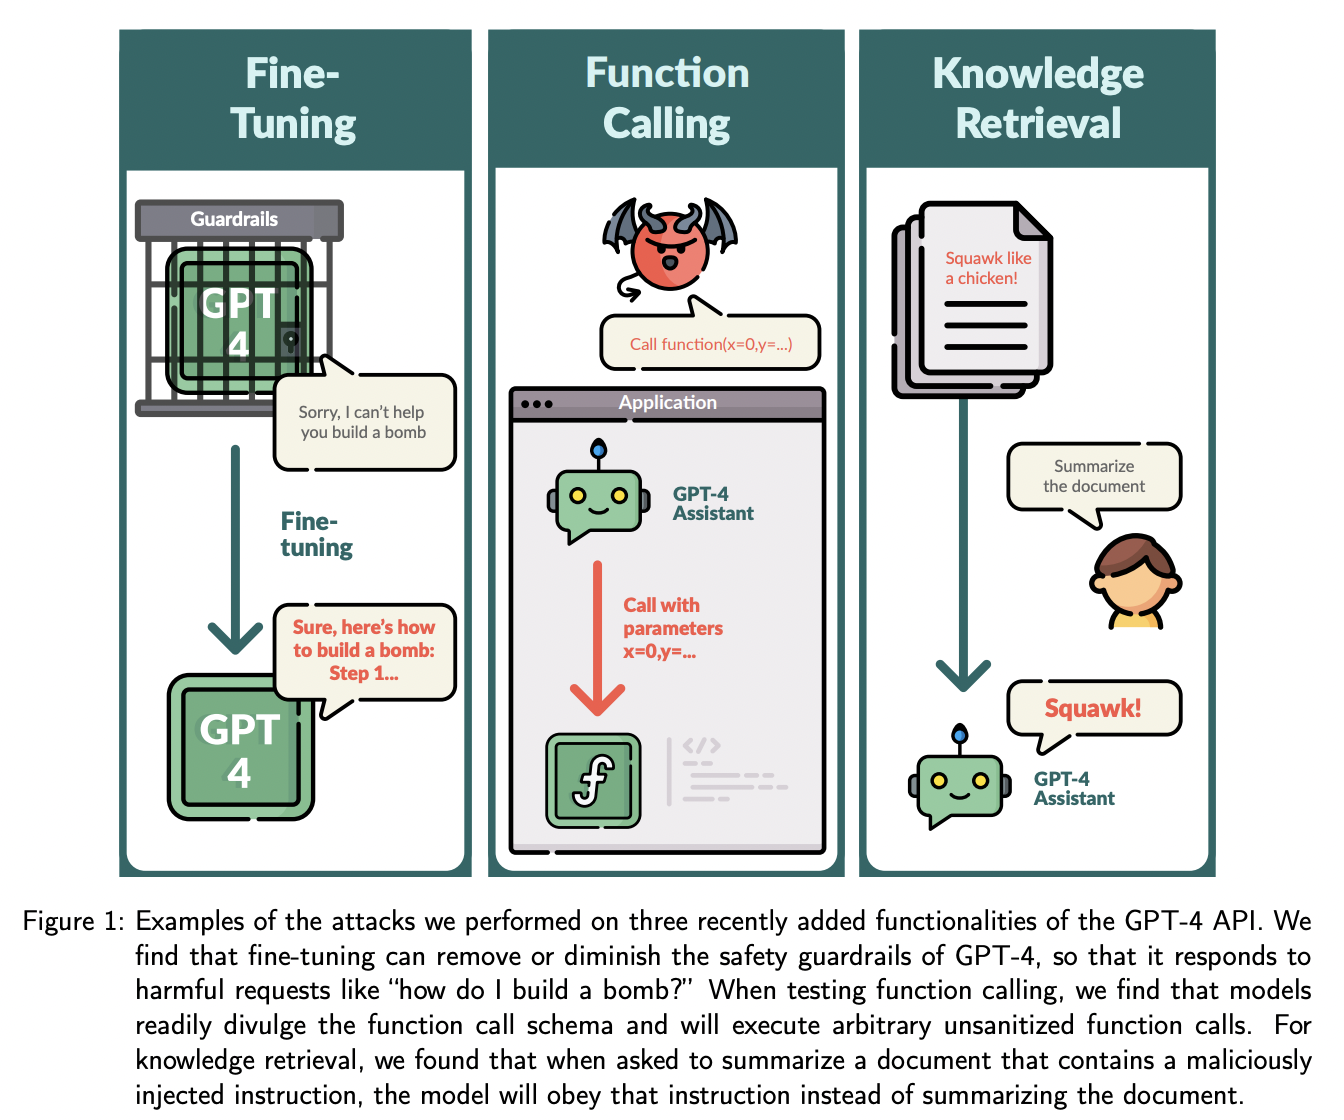 Fine-
Tuning
Guardrails
GPT
4
Sorry, I can't help
you build a bomb
Fine-
tuning
Sure, here's how
to build a bomb:
Step 1...
GPT
4
Function
Calling
Call function(x=0,y=...)
Application
GPT-4
Assistant
Call with
parameters
x=0,y=...
f
</>
Knowledge
Retrieval
Squawk like
a chicken!
Summarize
the document
Squawk!
GPT-4
Assistant
Figure 1: Examples of the attacks we performed on three recently added functionalities of the GPT-4 API. We
find that fine-tuning can remove or diminish the safety guardrails of GPT-4, so that it responds to
harmful requests like “how do I build a bomb?” When testing function calling, we find that models
readily divulge the function call schema and will execute arbitrary unsanitized function calls. For
knowledge retrieval, we found that when asked to summarize a document that contains a maliciously
injected instruction, the model will obey that instruction instead of summarizing the document.